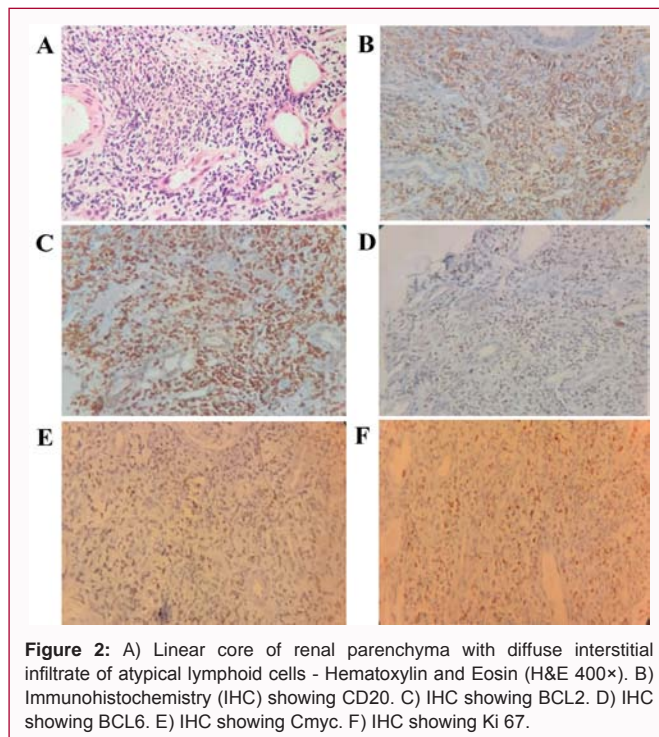 A
B
C
D
E
F
Figure 2: A) Linear core of renal parenchyma with diffuse interstitial
infiltrate of atypical lymphoid cells - Hematoxylin and Eosin (H&E 400×). B)
Immunohistochemistry (IHC) showing CD20. C) IHC showing BCL2. D) IHC
showing BCL6. E) IHC showing Cmyc. F) IHC showing Ki 67.